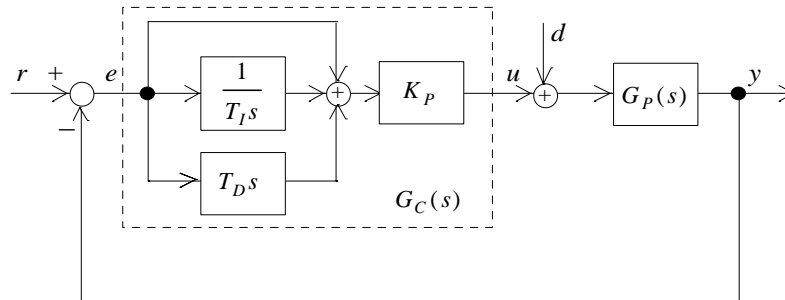 d
r + e 1 u y
T_I s + K_P + G_P(s)
−
T_D s
G_C(s)